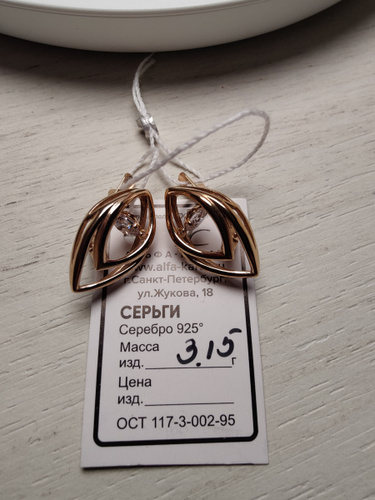 С
Ф А
www.alfa-ka
г.Санкт-Петербург,
ул.Жукова, 18
СЕРЬГИ
Серебро 925°
Масса
изд. 3,15 г
Цена
изд.
ОСТ 117-3-002-95